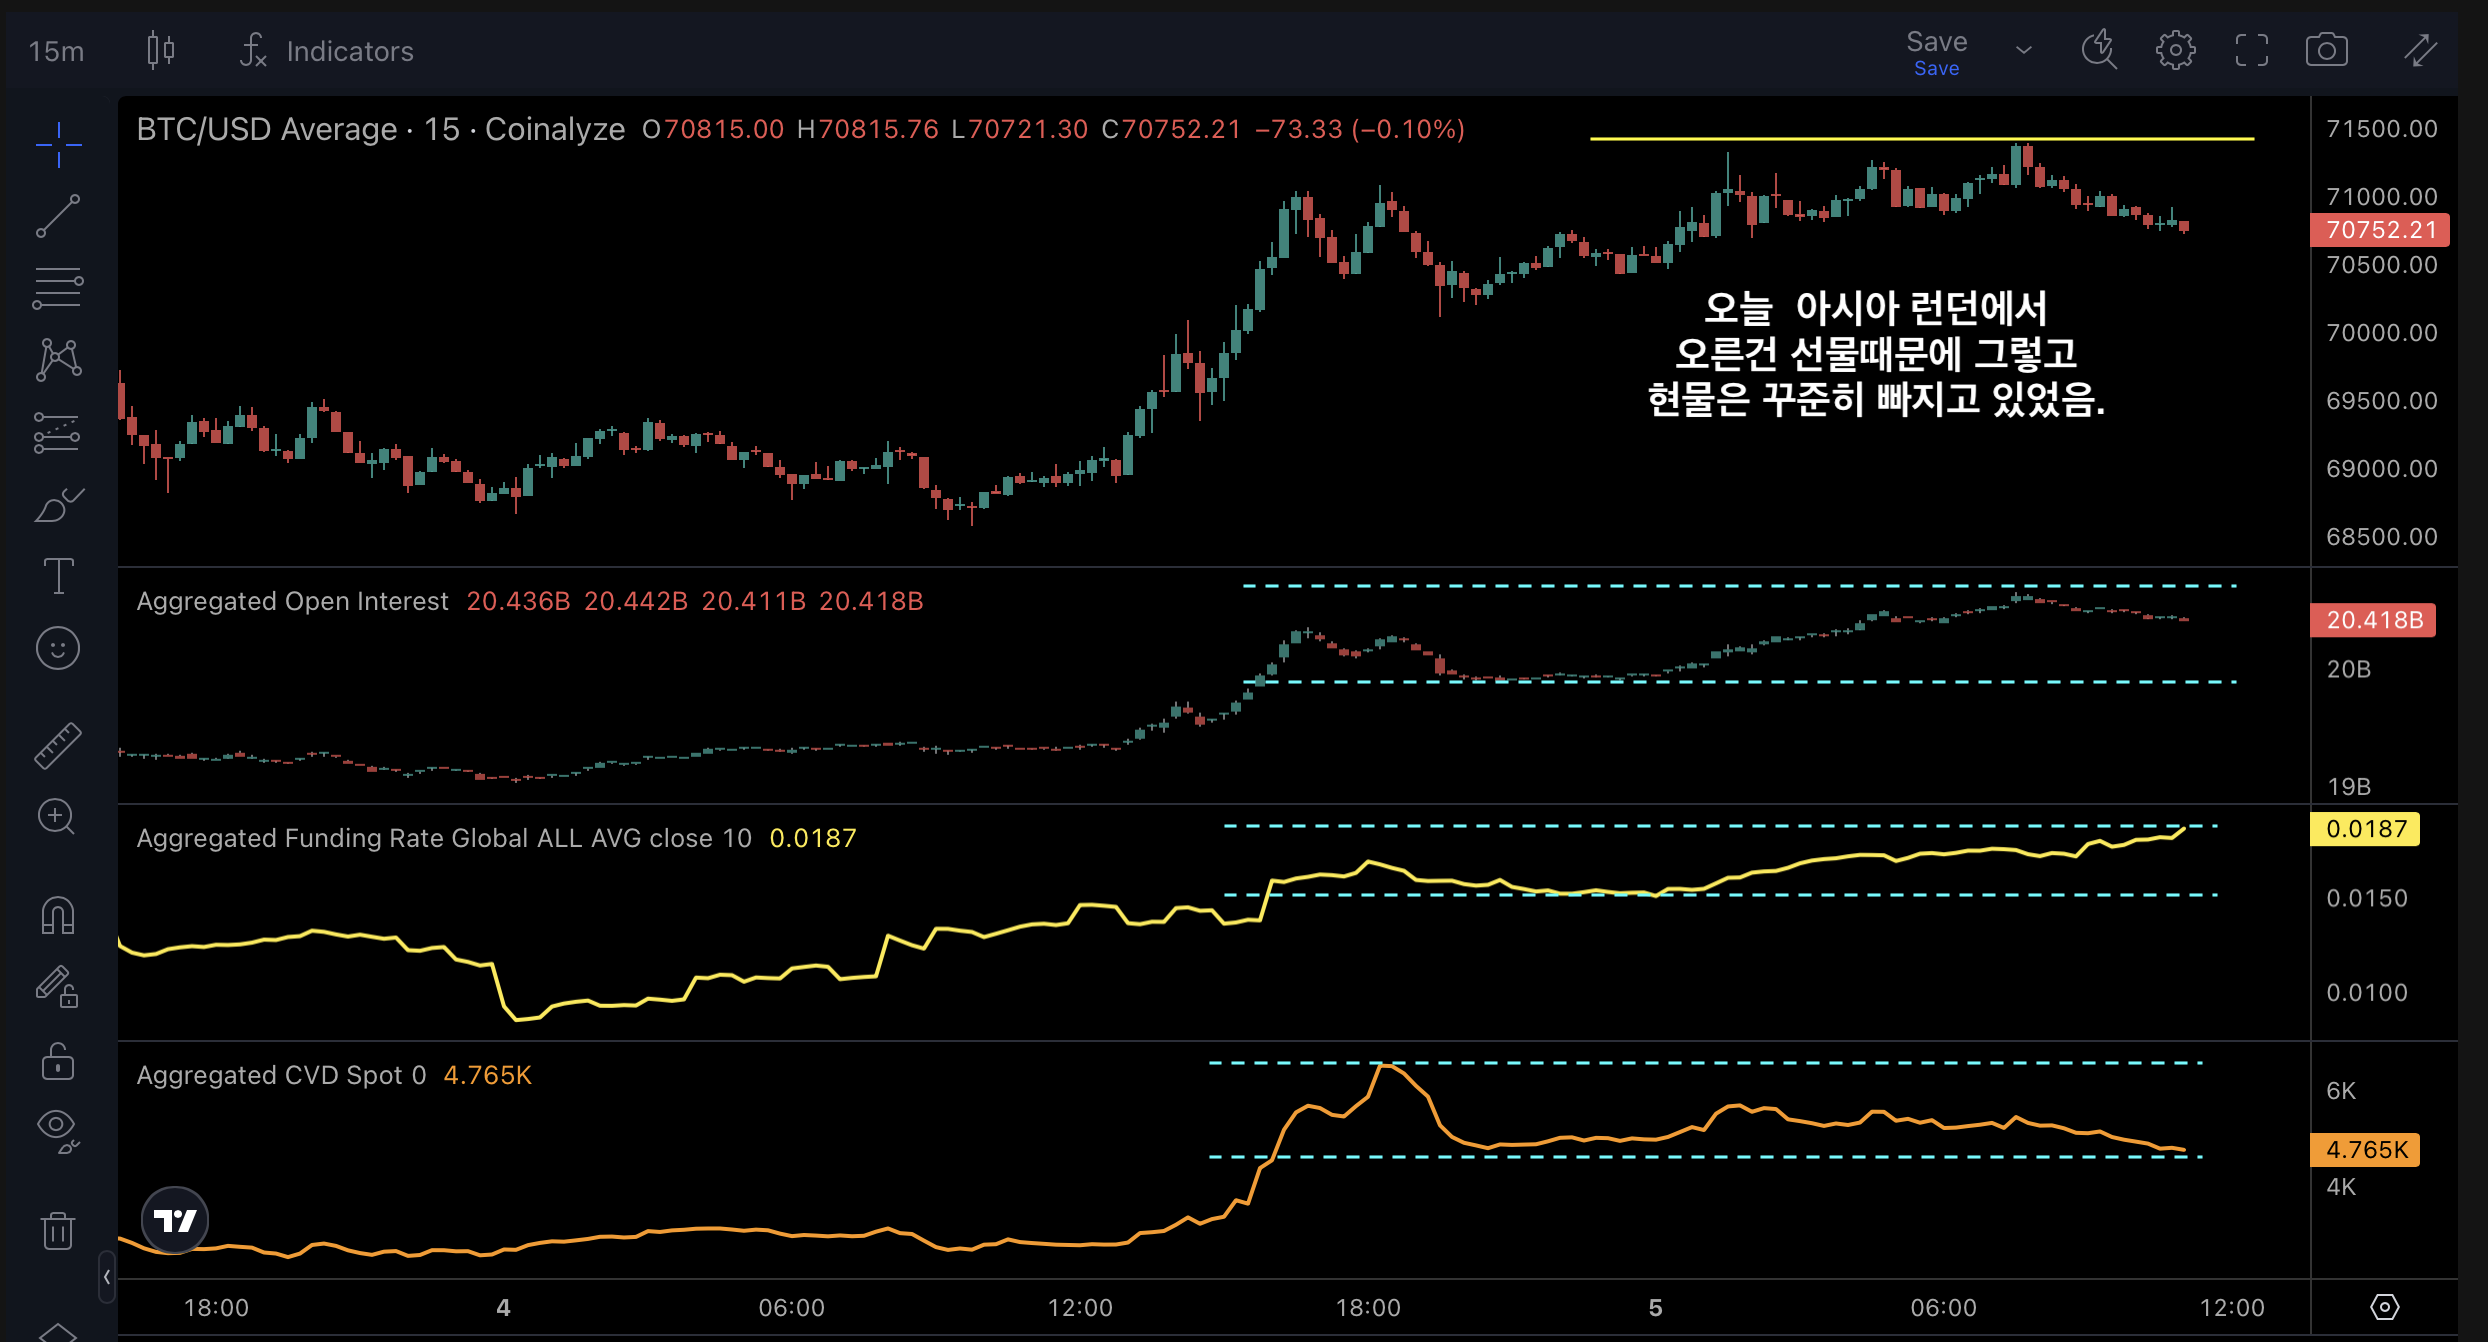 15m Indicators Save
Save
BTC/USD Average · 15 · Coinalyze O70815.00 H70815.76 L70721.30 C70752.21 −73.33 (−0.10%)
71500.00
71000.00
70752.21
70500.00
70000.00
69500.00
69000.00
68500.00
오늘 아시아 런던에서
오른건 선물때문에 그렇고
현물은 꾸준히 빠지고 있었음.
Aggregated Open Interest 20.436B 20.442B 20.411B 20.418B
20.418B
20B
19B
Aggregated Funding Rate Global ALL AVG close 10 0.0187
0.0187
0.0150
0.0100
Aggregated CVD Spot 0 4.765K
6K
4.765K
4K
18:00 4 06:00 12:00 18:00 5 06:00 12:00